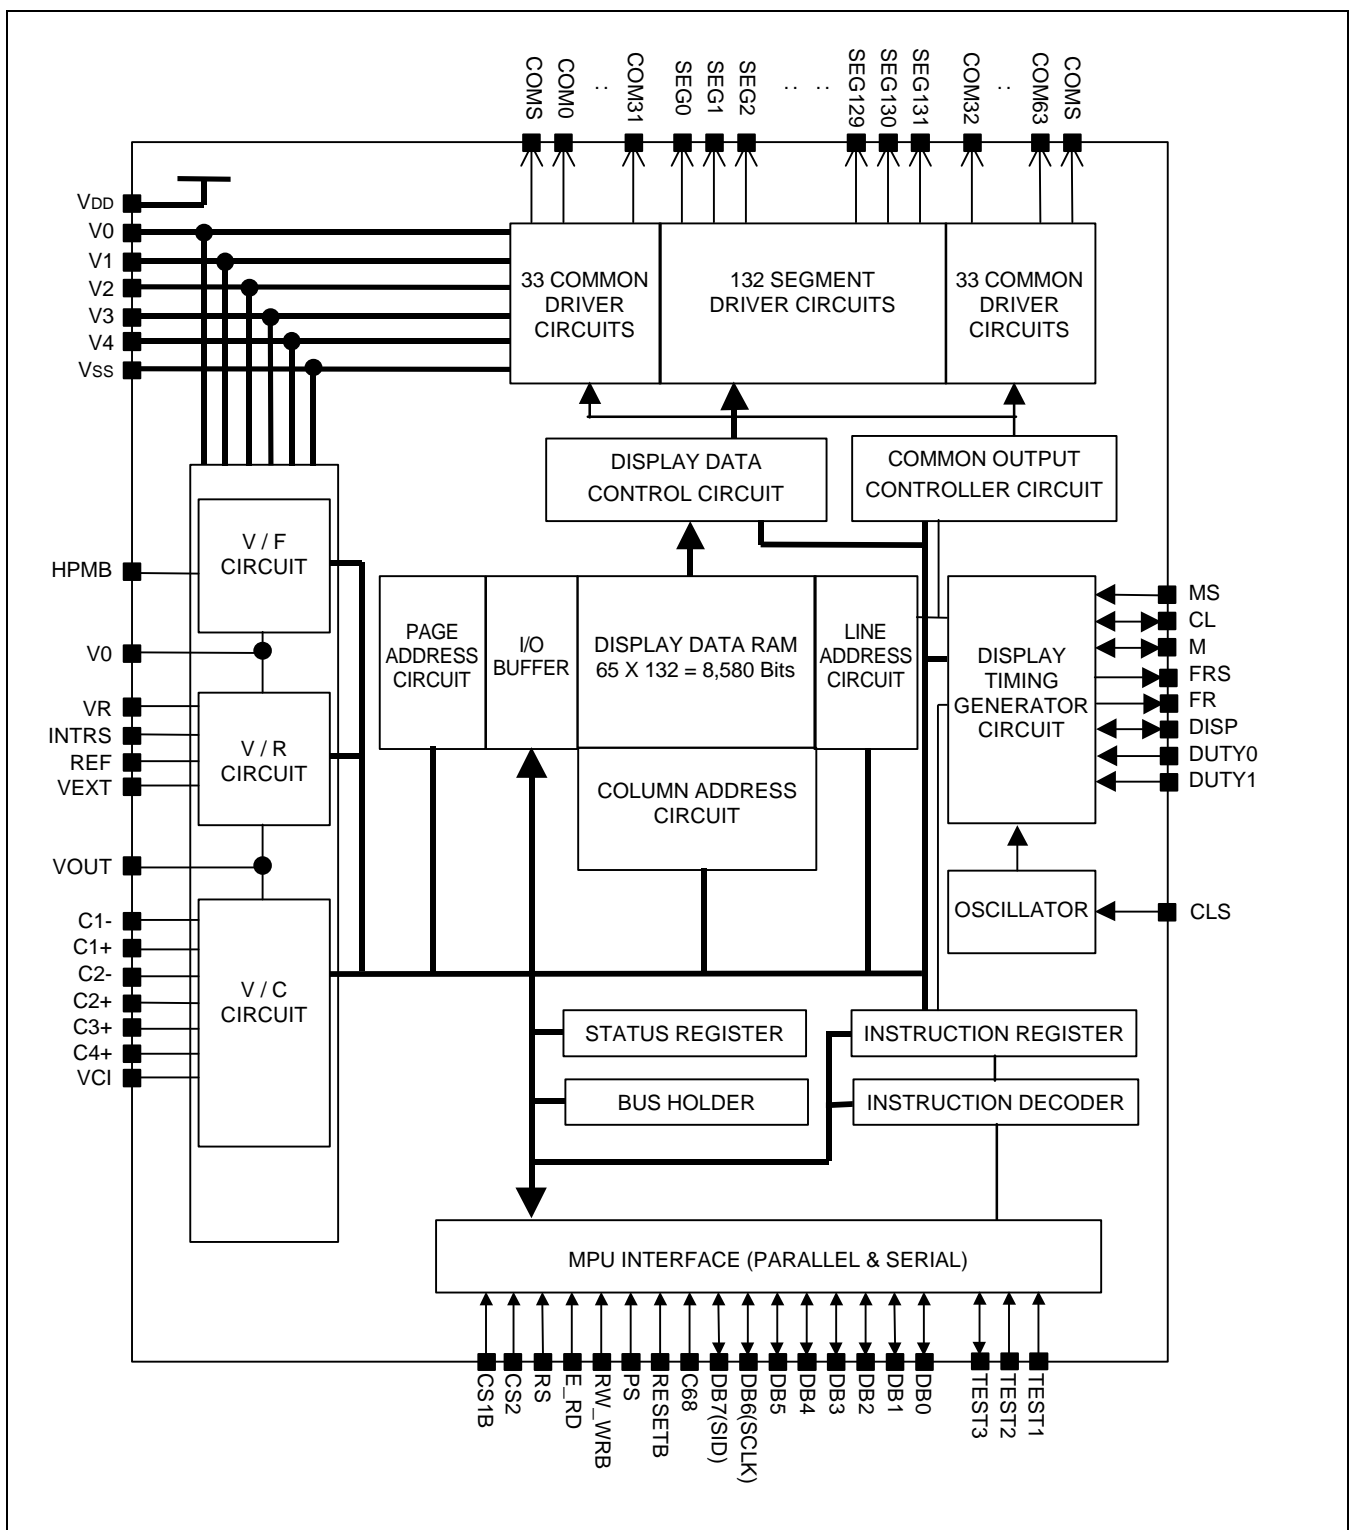 COMS
COM0
..
COM31
SEG0
SEG1
SEG2
.. ..
SEG129
SEG130
SEG131
COM32
..
COM63
COMS
VDD
V0
V1
V2
V3
V4
VSS
33 COMMON
DRIVER
CIRCUITS
132 SEGMENT
DRIVER CIRCUITS
33 COMMON
DRIVER
CIRCUITS
DISPLAY DATA
CONTROL CIRCUIT
COMMON OUTPUT
CONTROLLER CIRCUIT
V / F
CIRCUIT
HPMB
V0
VR
INTRS
REF
VEXT
V / R
CIRCUIT
VOUT
C1-
C1+
C2-
C2+
C3+
C4+
VCI
V / C
CIRCUIT
PAGE
ADDRESS
CIRCUIT
I/O
BUFFER
DISPLAY DATA RAM
65 X 132 = 8,580 Bits
LINE
ADDRESS
CIRCUIT
COLUMN ADDRESS
CIRCUIT
DISPLAY
TIMING
GENERATOR
CIRCUIT
MS
CL
M
FRS
FR
DISP
DUTY0
DUTY1
OSCILLATOR
CLS
STATUS REGISTER
INSTRUCTION REGISTER
BUS HOLDER
INSTRUCTION DECODER
MPU INTERFACE (PARALLEL & SERIAL)
CS1B
CS2
RS
E_RD
RW_WRB
PS
RESETB
C68
DB7(SID)
DB6(SCLK)
DB5
DB4
DB3
DB2
DB1
DB0
TEST3
TEST2
TEST1